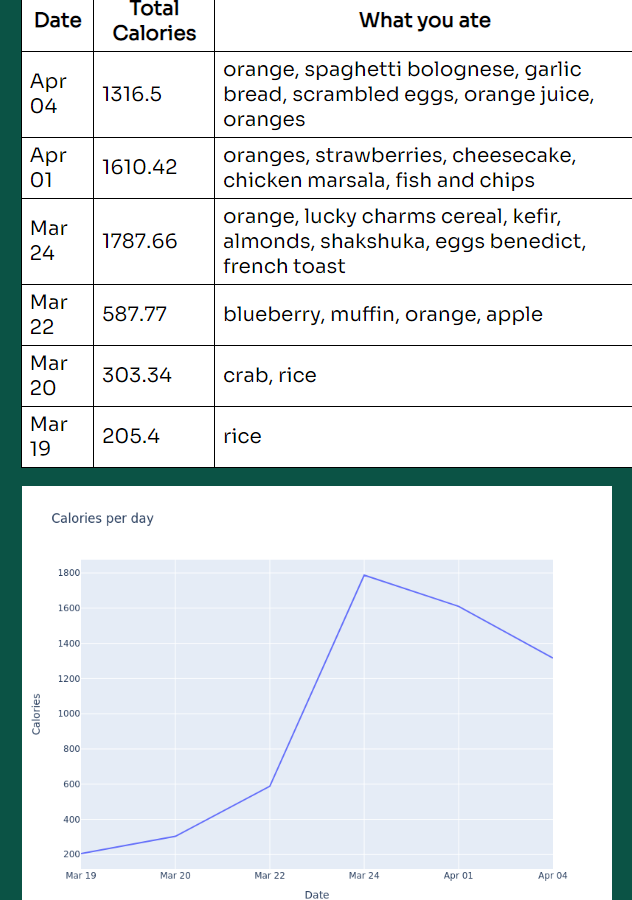 Date
Total
Calories
What you ate
Apr
04
1316.5
orange, spaghetti bolognese, garlic
bread, scrambled eggs, orange juice,
oranges
Apr
01
1610.42
oranges, strawberries, cheesecake,
chicken marsala, fish and chips
Mar
24
1787.66
orange, lucky charms cereal, kefir,
almonds, shakshuka, eggs benedict,
french toast
Mar
22
587.77
blueberry, muffin, orange, apple
Mar
20
303.34
crab, rice
Mar
19
205.4
rice
Calories per day
1800
1600
1400
1200
1000
800
600
400
200
Calories
Mar 19 Mar 20 Mar 22 Mar 24 Apr 01 Apr 04
Date